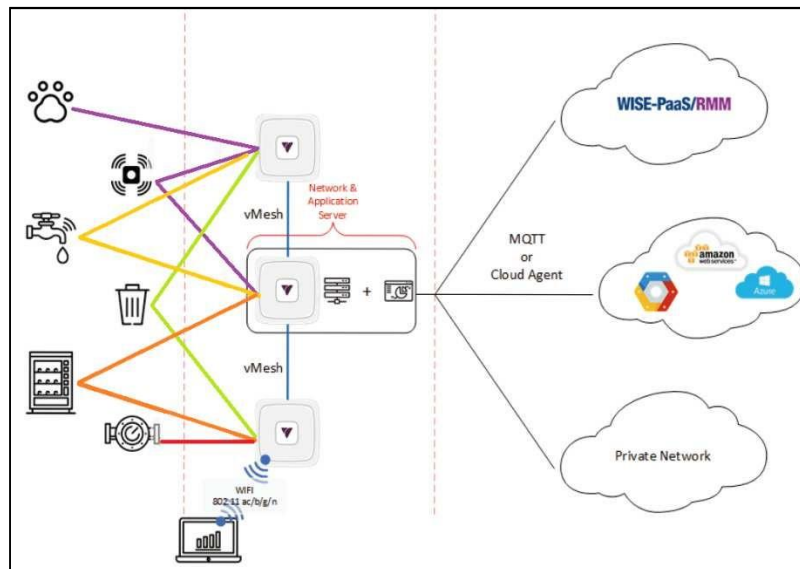 WISE-PaaS/RMM
Network &
Application
Server
vMesh
MQTT
or
Cloud Agent
amazon
web services™
Azure
vMesh
Private Network
WIFI
802.11 ac/b/g/n